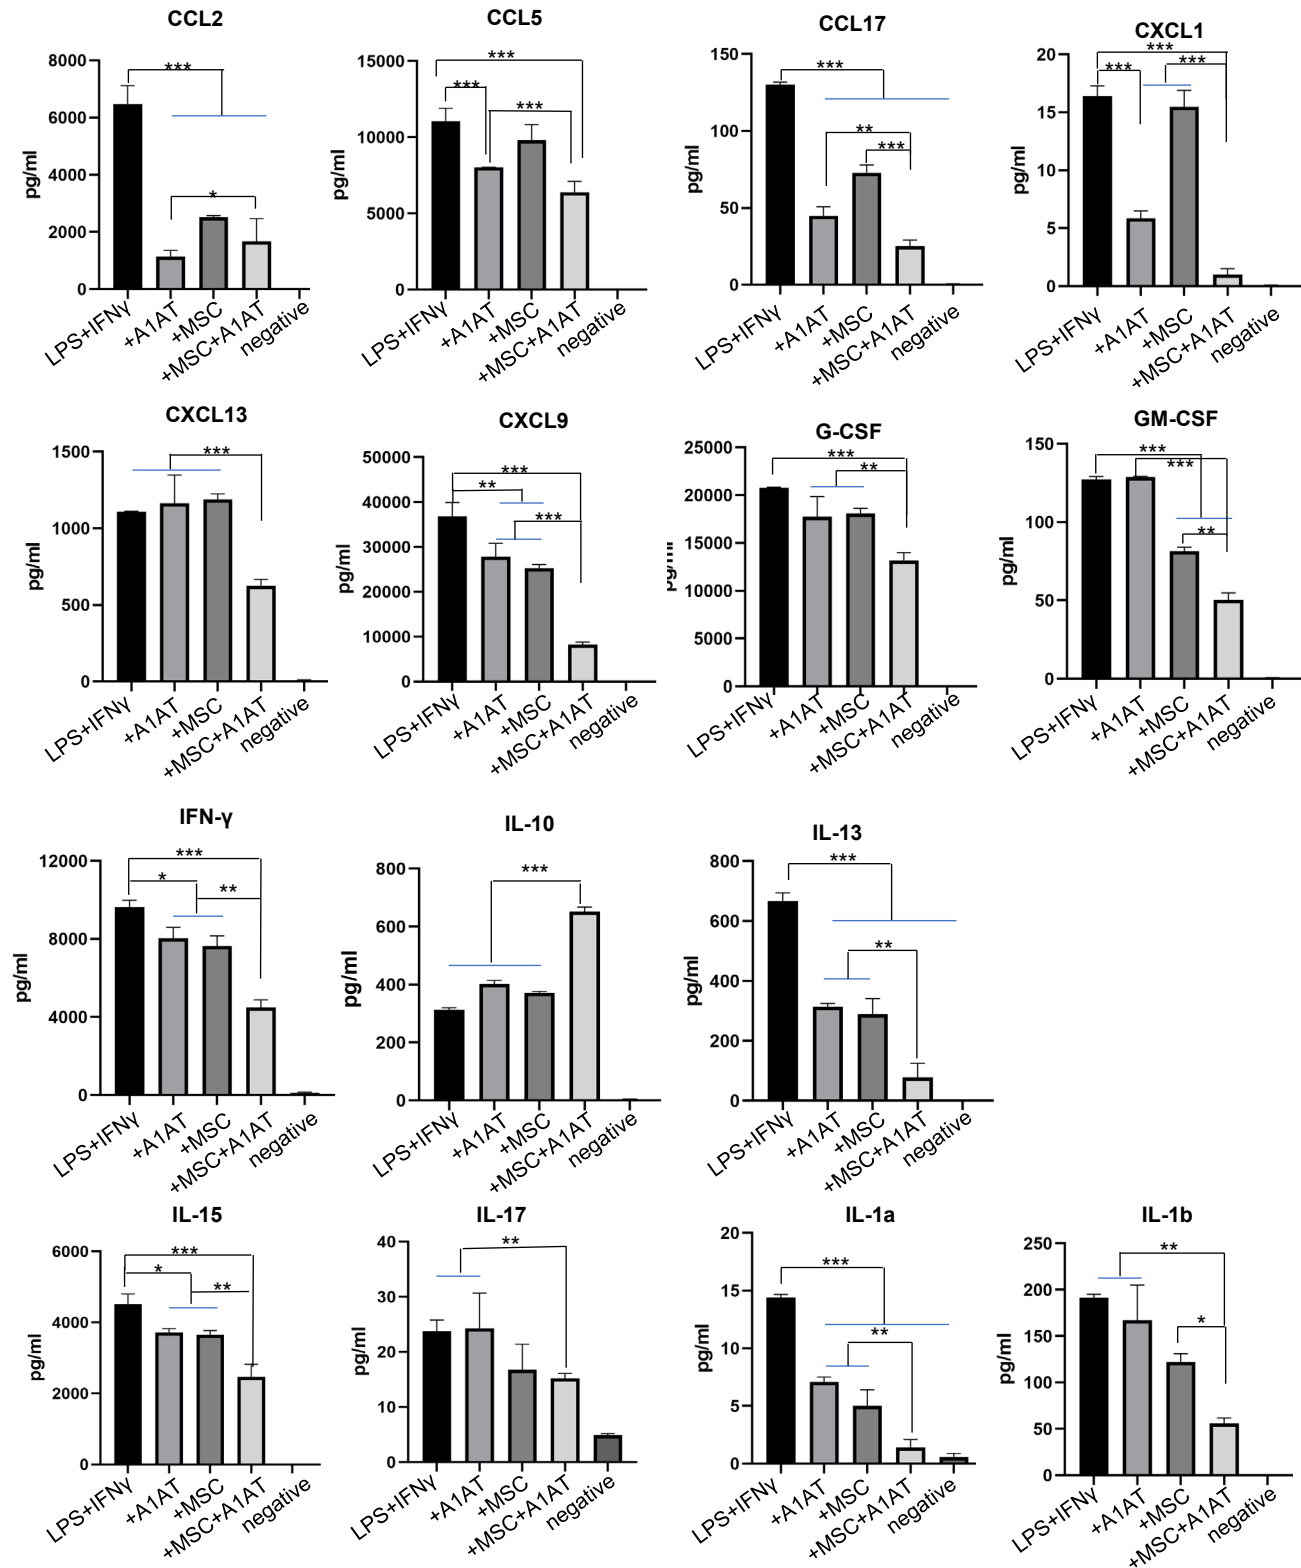 CCL2
8000
6000
4000
2000
0
pg/ml
***
*
LPS+IFNγ
+A1AT
+MSC
+MSC+A1AT
negative
CCL5
15000
10000
5000
0
pg/ml
***
***
***
LPS+IFNγ
+A1AT
+MSC
+MSC+A1AT
negative
CCL17
150
100
50
0
pg/ml
***
**
***
LPS+IFNγ
+A1AT
+MSC
+MSC+A1AT
negative
CXCL1
20
15
10
5
0
pg/ml
***
***
***
LPS+IFNγ
+A1AT
+MSC
+MSC+A1AT
negative
CXCL13
1500
1000
500
0
pg/ml
***
LPS+IFNγ
+A1AT
+MSC
+MSC+A1AT
negative
CXCL9
50000
40000
30000
20000
10000
0
pg/ml
***
**
***
LPS+IFNγ
+A1AT
+MSC
+MSC+A1AT
negative
G-CSF
25000
20000
15000
10000
5000
0
pg/ml
***
**
LPS+IFNγ
+A1AT
+MSC
+MSC+A1AT
negative
GM-CSF
150
100
50
0
pg/ml
***
***
**
LPS+IFNγ
+A1AT
+MSC
+MSC+A1AT
negative
IFN-γ
12000
8000
4000
0
pg/ml
***
*
**
LPS+IFNγ
+A1AT
+MSC
+MSC+A1AT
negative
IL-10
800
600
400
200
0
pg/ml
***
LPS+IFNγ
+A1AT
+MSC
+MSC+A1AT
negative
IL-13
800
600
400
200
0
pg/ml
***
**
LPS+IFNγ
+A1AT
+MSC
+MSC+A1AT
negative
IL-15
6000
4000
2000
0
pg/ml
***
*
**
LPS+IFNγ
+A1AT
+MSC
+MSC+A1AT
negative
IL-17
40
30
20
10
0
pg/ml
**
LPS+IFNγ
+A1AT
+MSC
+MSC+A1AT
negative
IL-1a
20
15
10
5
0
pg/ml
***
**
LPS+IFNγ
+A1AT
+MSC
+MSC+A1AT
negative
IL-1b
250
200
150
100
50
0
pg/ml
**
*
LPS+IFNγ
+A1AT
+MSC
+MSC+A1AT
negative